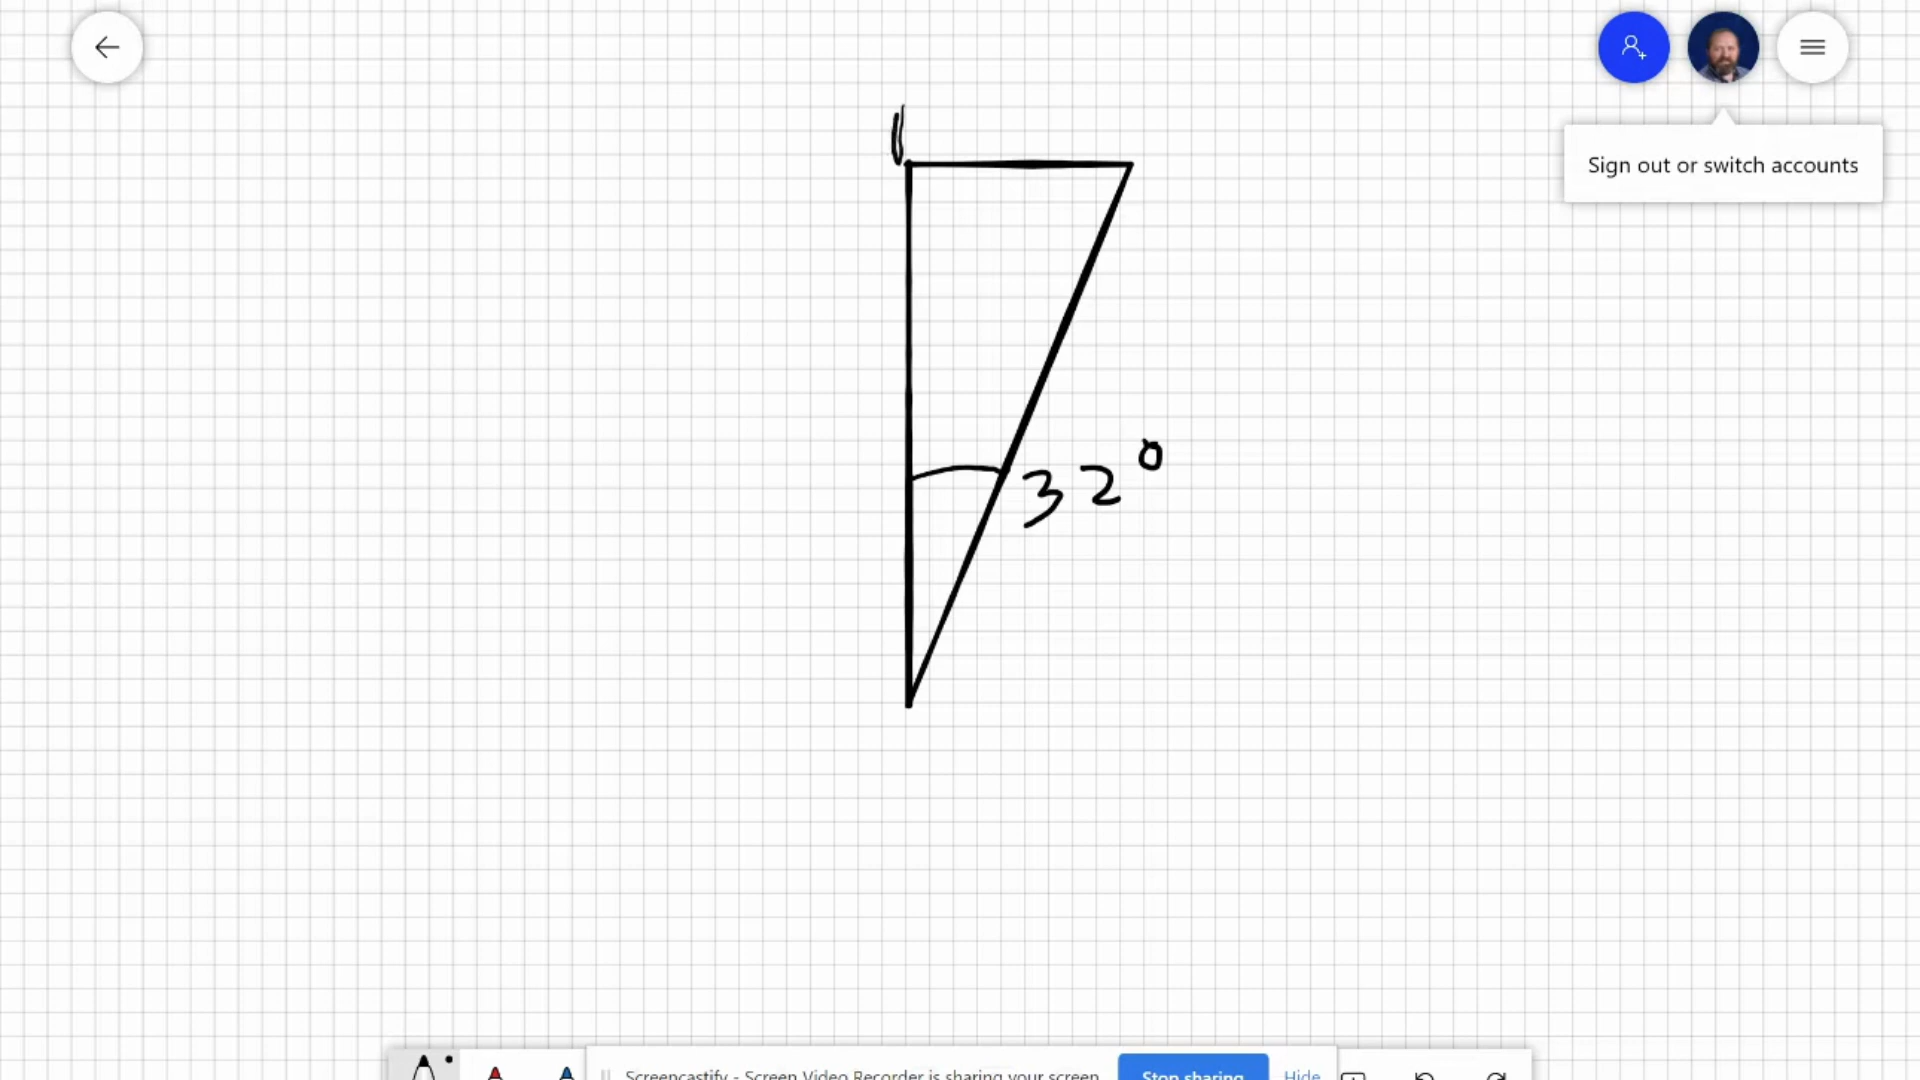 Sign out or switch accounts
32°
Screencastify - Screen Video Recorder is sharing your screen.
Stop sharing
Hide